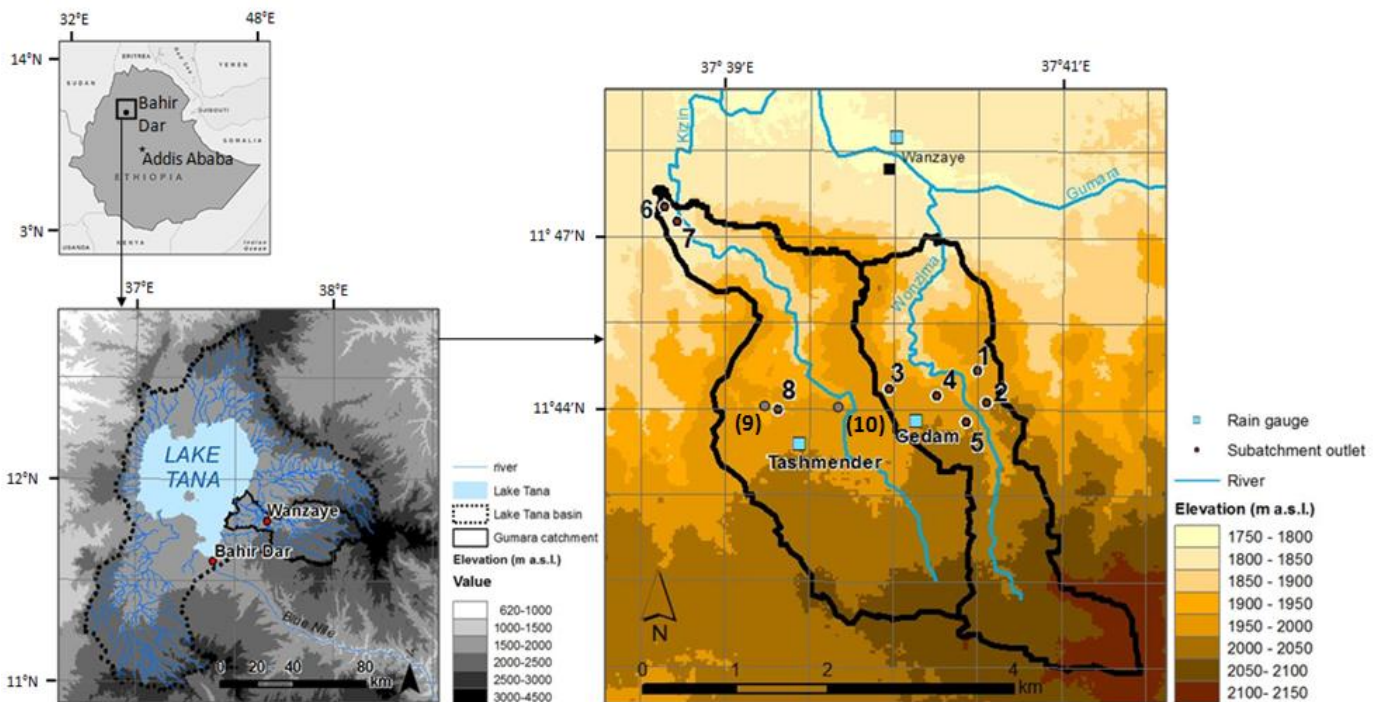 32°E 48°E
14°N
3°N
ERITREA
YEMEN
SUDAN
Djibouti
SOMALIA
Bahir
Dar
Addis Ababa
ETHIOPIA
UGANDA
KENYA
Indian
Ocean
37°E 38°E
12°N
11°N
LAKE
TANA
Wanzaye
Bahir Dar
Blue Nile
0 20 40 80
km
river
Lake Tana
Lake Tana basin
Gumara catchment
Elevation (m a.s.l.)
Value
620-1000
1000-1500
1500-2000
2000-2500
2500-3000
3000-4500
37° 39'E 37°41'E
11° 47'N
11°44'N
Kizin
Wanzaye
Gumara
Wonzima
6
7
1
2
3
4
5
8
(9)
(10)
Gedam
Tashmender
N
0 1 2 4
km
Rain gauge
Subatchment outlet
River
Elevation (m a.s.l.)
1750 - 1800
1800 - 1850
1850 - 1900
1900 - 1950
1950 - 2000
2000 - 2050
2050 - 2100
2100- 2150